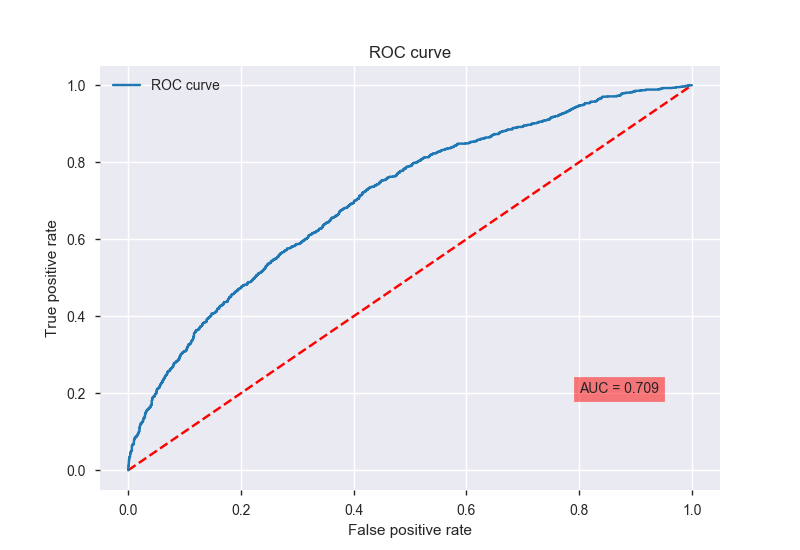 ROC curve
ROC curve
1.0
0.8
0.6
0.4
0.2
0.0
True positive rate
AUC = 0.709
0.0 0.2 0.4 0.6 0.8 1.0
False positive rate